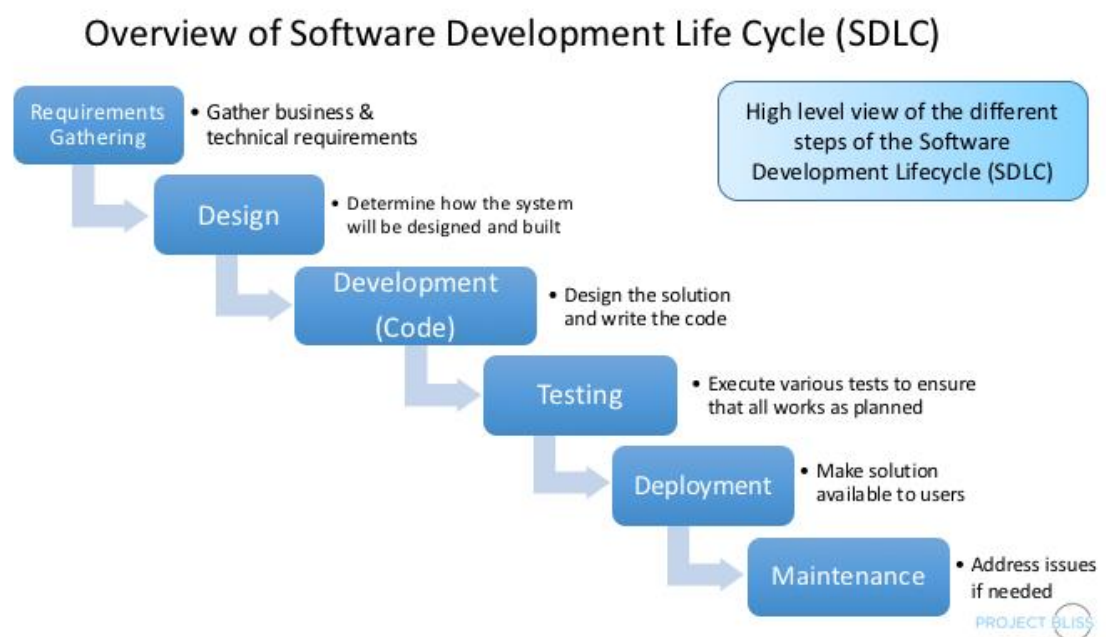 Overview of Software Development Life Cycle (SDLC)
Requirements
Gathering
• Gather business &
technical requirements
High level view of the different
steps of the Software
Development Lifecycle (SDLC)
Design
• Determine how the system
will be designed and built
Development
(Code)
• Design the solution
and write the code
Testing
• Execute various tests to ensure
that all works as planned
Deployment
• Make solution
available to users
Maintenance
• Address issues
if needed
PROJECT BLISS